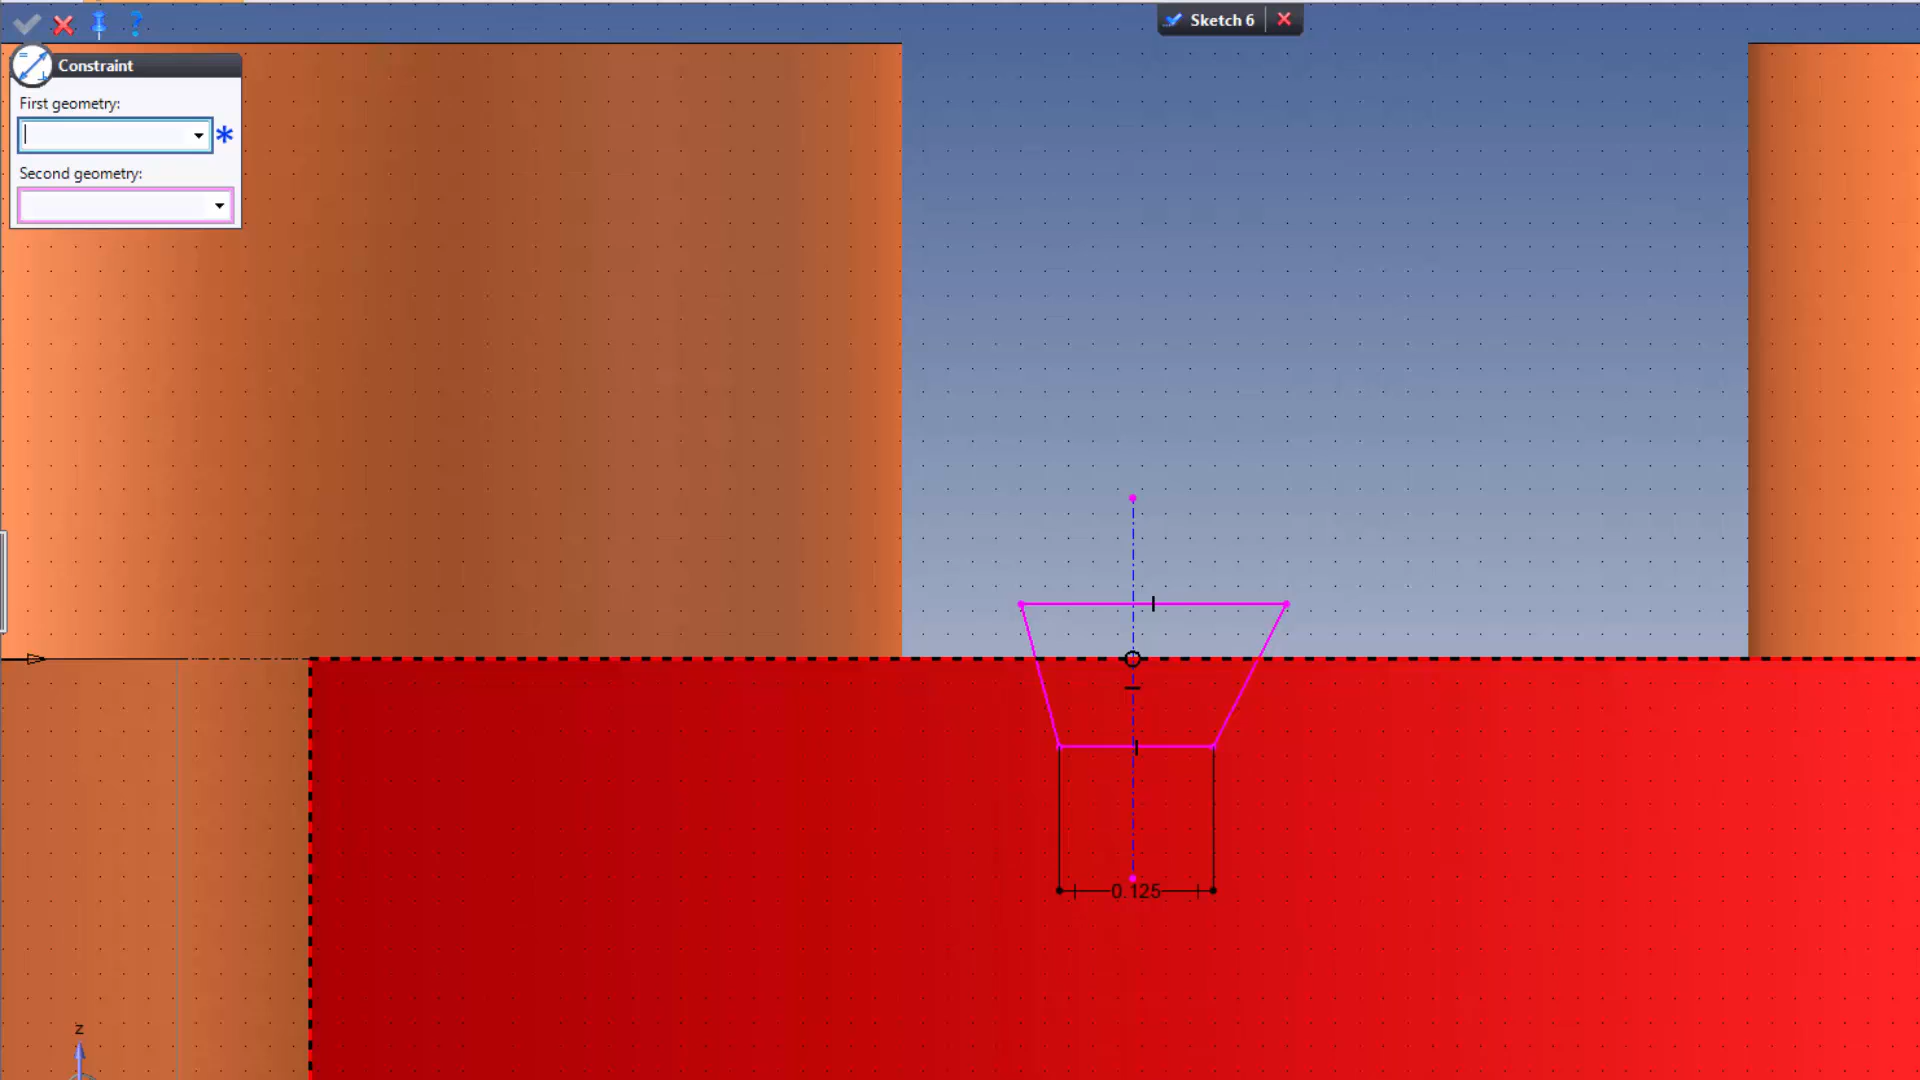 ?
Sketch 6
Constraint
First geometry:
*
Second geometry:
0.125
z